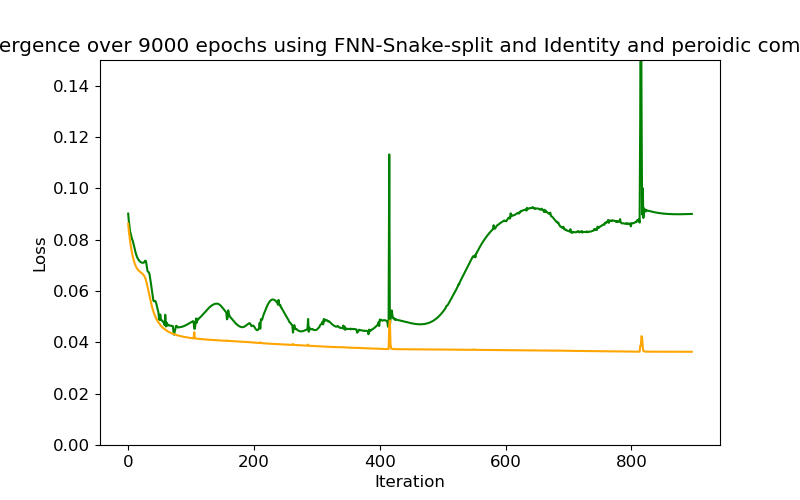 ergence over 9000 epochs using FNN-Snake-split and Identity and peroidic com
0.14
0.12
0.10
0.08
0.06
0.04
0.02
0.00
Loss
0 200 400 600 800
Iteration